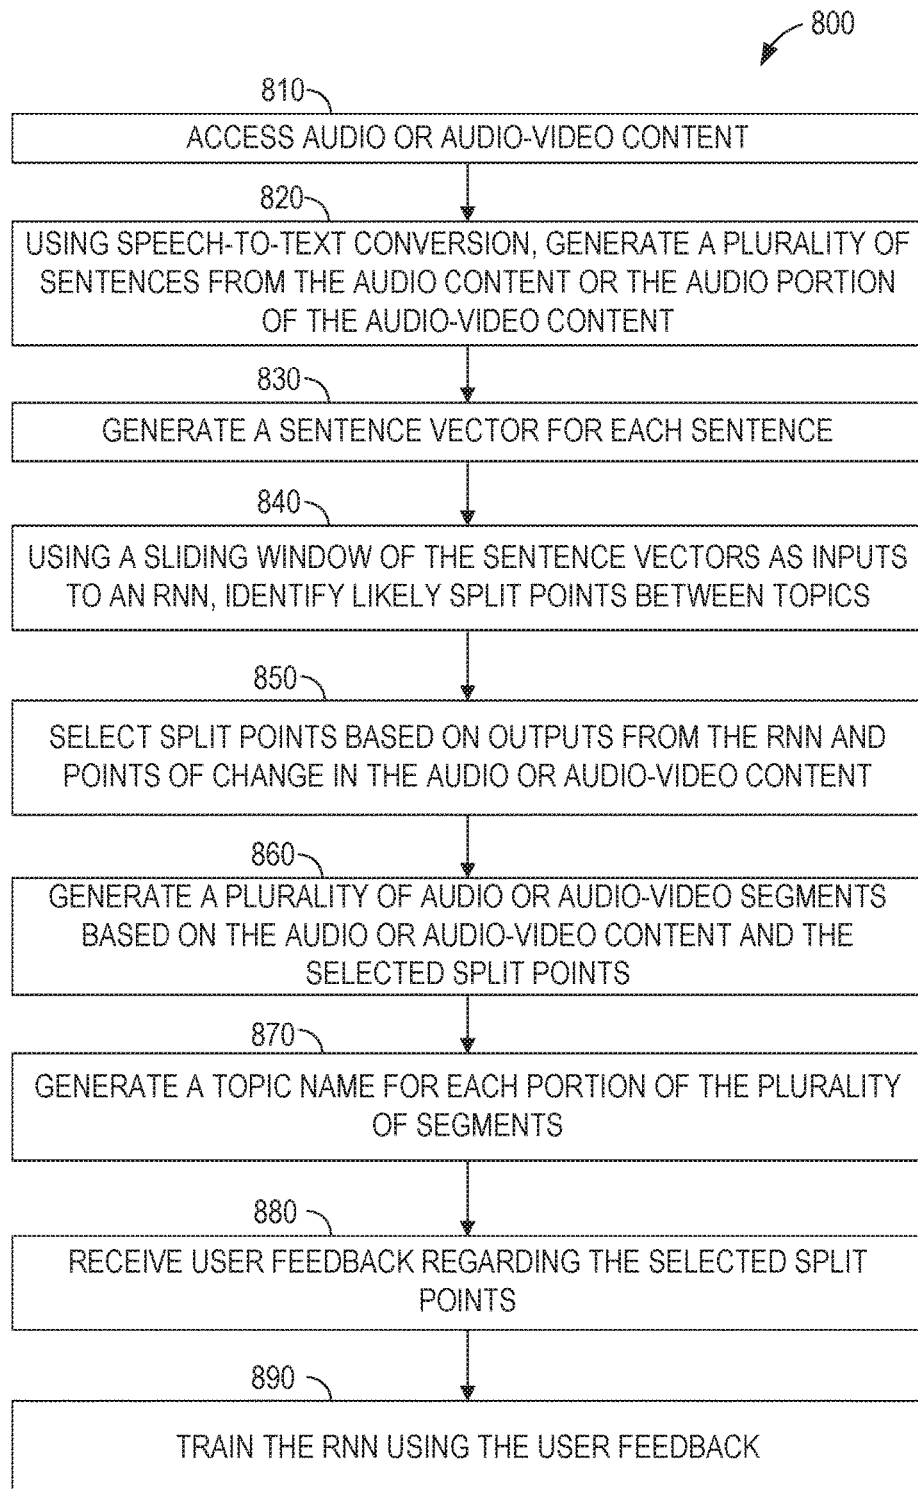 800
810
ACCESS AUDIO OR AUDIO-VIDEO CONTENT
820
USING SPEECH-TO-TEXT CONVERSION, GENERATE A PLURALITY OF
SENTENCES FROM THE AUDIO CONTENT OR THE AUDIO PORTION
OF THE AUDIO-VIDEO CONTENT
830
GENERATE A SENTENCE VECTOR FOR EACH SENTENCE
840
USING A SLIDING WINDOW OF THE SENTENCE VECTORS AS INPUTS
TO AN RNN, IDENTIFY LIKELY SPLIT POINTS BETWEEN TOPICS
850
SELECT SPLIT POINTS BASED ON OUTPUTS FROM THE RNN AND
POINTS OF CHANGE IN THE AUDIO OR AUDIO-VIDEO CONTENT
860
GENERATE A PLURALITY OF AUDIO OR AUDIO-VIDEO SEGMENTS
BASED ON THE AUDIO OR AUDIO-VIDEO CONTENT AND THE
SELECTED SPLIT POINTS
870
GENERATE A TOPIC NAME FOR EACH PORTION OF THE PLURALITY
OF SEGMENTS
880
RECEIVE USER FEEDBACK REGARDING THE SELECTED SPLIT
POINTS
890
TRAIN THE RNN USING THE USER FEEDBACK